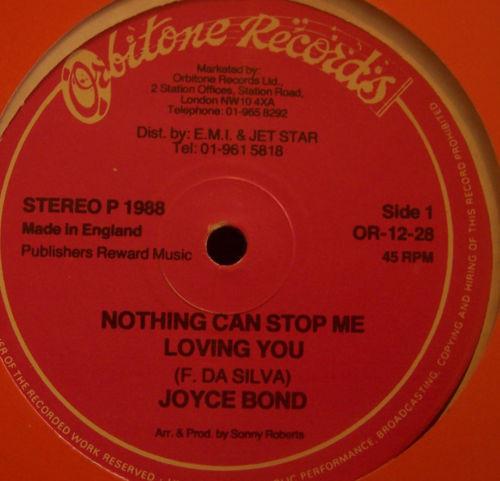 Orbitone Records
Marketed by:
Orbitone Records Ltd.,
2 Station Offices, Station Road,
London NW10 4XA
Telephone: 01-965 8292
Dist. by: E.M.I. & JET STAR
Tel: 01-961 5818
STEREO P 1988
Made in England
Publishers Reward Music
Side 1
OR-12-28
45 RPM
NOTHING CAN STOP ME
LOVING YOU
(F. DA SILVA)
JOYCE BOND
Arr. & Prod. by Sonny Roberts
OF THE RECORDED WORK RESERVED
PERFORMANCE, BROADCASTING, COPYING AND HIRING OF THIS RECORD PROHIBITED